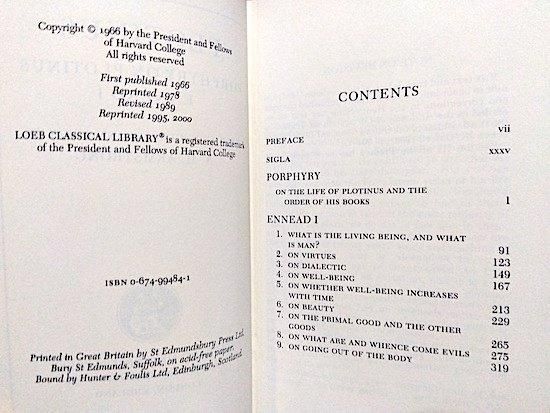 Copyright © 1966 by the President and Fellows
of Harvard College
All rights reserved
First published 1966
Reprinted 1978
Revised 1989
Reprinted 1995, 2000
LOEB CLASSICAL LIBRARY® is a registered trademark
of the President and Fellows of Harvard College
ISBN 0-674-99484-1
Printed in Great Britain by St Edmundsbury Press Ltd,
Bury St Edmunds, Suffolk, on acid-free paper.
Bound by Hunter & Foulis Ltd, Edinburgh, Scotland.
CONTENTS
PREFACE vii
SIGLA xxxv
PORPHYRY
ON THE LIFE OF PLOTINUS AND THE
ORDER OF HIS BOOKS 1
ENNEAD I
1. WHAT IS THE LIVING BEING, AND WHAT
IS MAN? 91
2. ON VIRTUES 123
3. ON DIALECTIC 149
4. ON WELL-BEING 167
5. ON WHETHER WELL-BEING INCREASES
WITH TIME 213
6. ON BEAUTY 229
7. ON THE PRIMAL GOOD AND THE OTHER
GOODS 265
8. ON WHAT ARE AND WHENCE COME EVILS 275
9. ON GOING OUT OF THE BODY 319